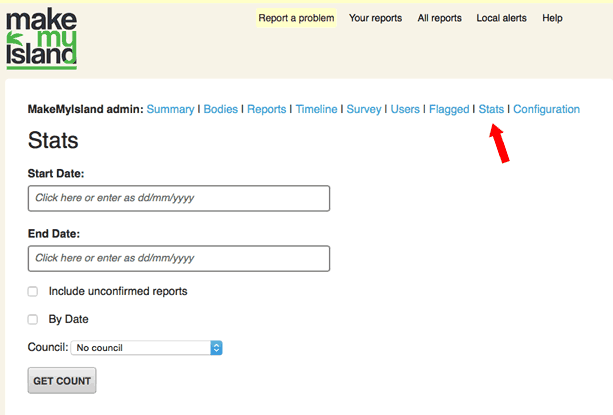 make
my
island
Report a problem Your reports All reports Local alerts Help
MakeMyIsland admin: Summary | Bodies | Reports | Timeline | Survey | Users | Flagged | Stats | Configuration
Stats
Start Date:
Click here or enter as dd/mm/yyyy
End Date:
Click here or enter as dd/mm/yyyy
Include unconfirmed reports
By Date
Council: No council
GET COUNT